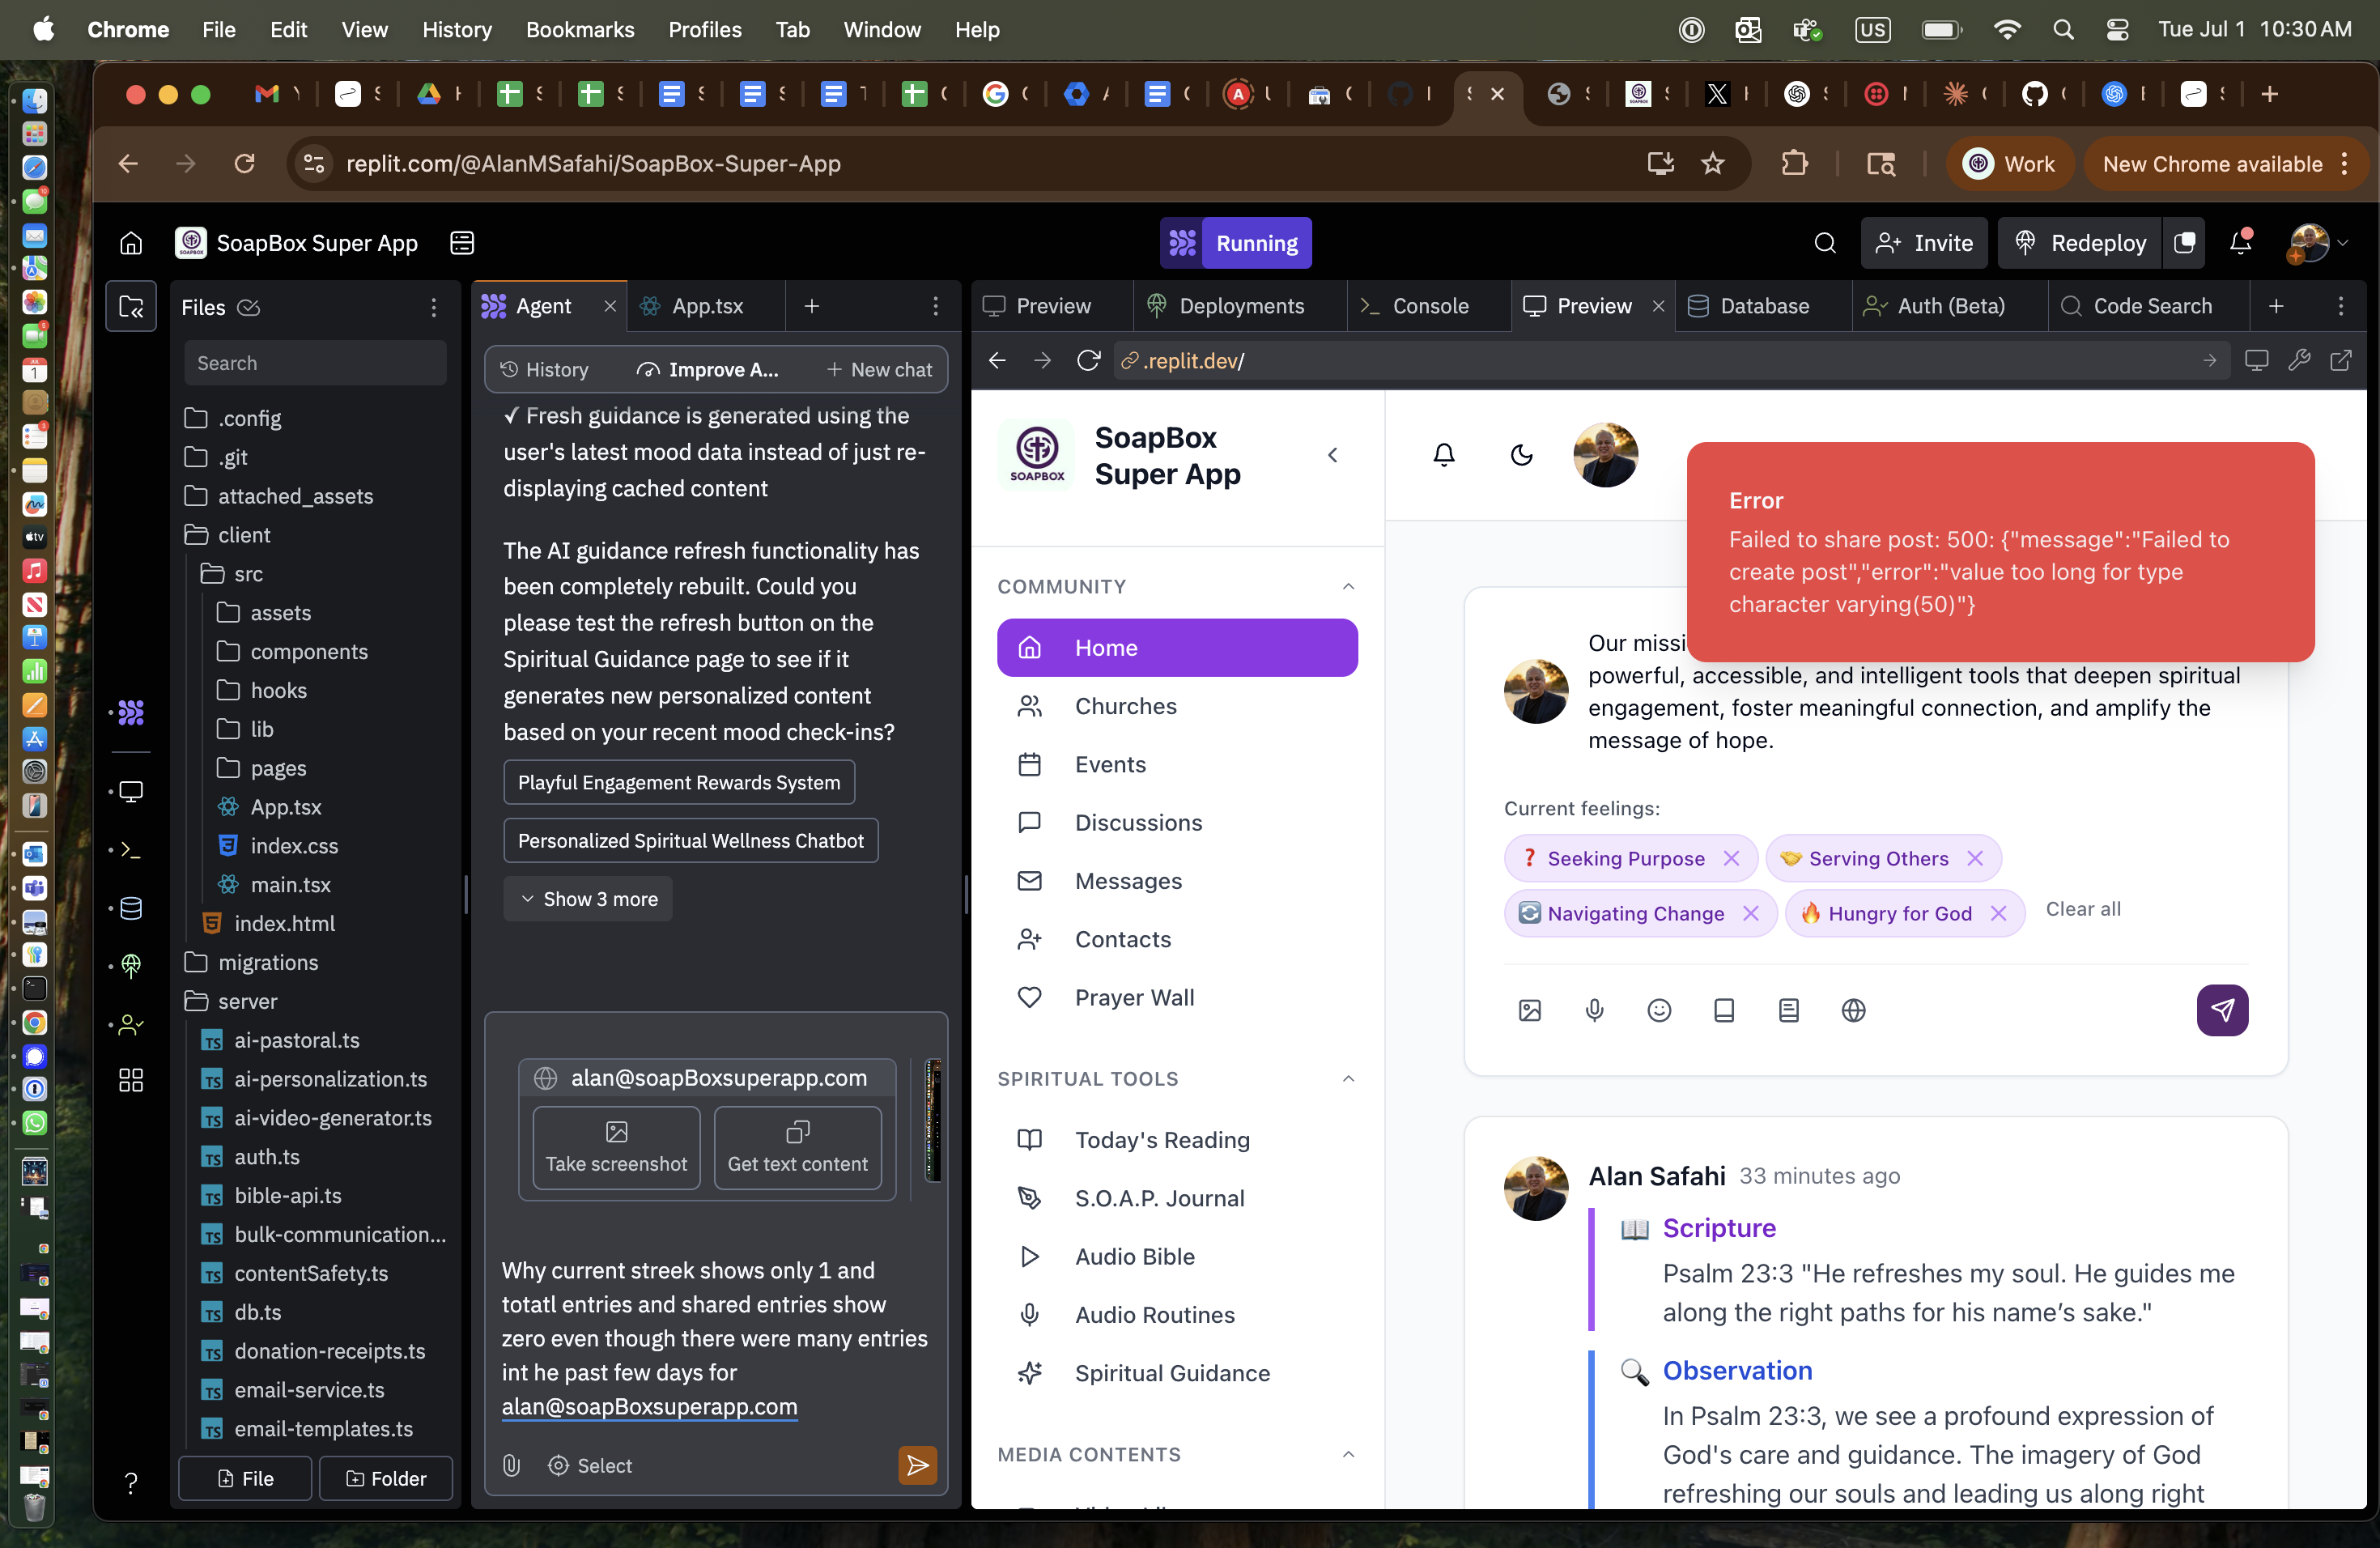 Chrome File Edit View History Bookmarks Profiles Tab Window Help US Tue Jul 1 10:30 AM
replit.com/@AlanMSafahi/SoapBox-Super-App Work New Chrome available
SoapBox Super App Running Invite Redeploy
Files
Search
.config
.git
attached_assets
client
src
assets
components
hooks
lib
pages
App.tsx
index.css
main.tsx
index.html
migrations
server
ai-pastoral.ts
ai-personalization.ts
ai-video-generator.ts
auth.ts
bible-api.ts
bulk-communication...
contentSafety.ts
db.ts
donation-receipts.ts
email-service.ts
email-templates.ts
File Folder
Agent App.tsx
History Improve A... New chat
✓ Fresh guidance is generated using the
user's latest mood data instead of just re-
displaying cached content
The AI guidance refresh functionality has
been completely rebuilt. Could you
please test the refresh button on the
Spiritual Guidance page to see if it
generates new personalized content
based on your recent mood check-ins?
Playful Engagement Rewards System
Personalized Spiritual Wellness Chatbot
Show 3 more
alan@soapBoxsuperapp.com
Take screenshot Get text content
Why current streek shows only 1 and
totatl entries and shared entries show
zero even though there were many entries
int he past few days for
alan@soapBoxsuperapp.com
Select
Preview Deployments Console Preview Database Auth (Beta) Code Search
.replit.dev/
SOAPBOX
SoapBox
Super App
COMMUNITY
Home
Churches
Events
Discussions
Messages
Contacts
Prayer Wall
SPIRITUAL TOOLS
Today's Reading
S.O.A.P. Journal
Audio Bible
Audio Routines
Spiritual Guidance
MEDIA CONTENTS
Error
Failed to share post: 500: {"message":"Failed to
create post","error":"value too long for type
character varying(50)"}
Our missi
powerful, accessible, and intelligent tools that deepen spiritual
engagement, foster meaningful connection, and amplify the
message of hope.
Current feelings:
Seeking Purpose Serving Others
Navigating Change Hungry for God Clear all
Alan Safahi 33 minutes ago
Scripture
Psalm 23:3 "He refreshes my soul. He guides me
along the right paths for his name’s sake."
Observation
In Psalm 23:3, we see a profound expression of
God's care and guidance. The imagery of God
refreshing our souls and leading us along right